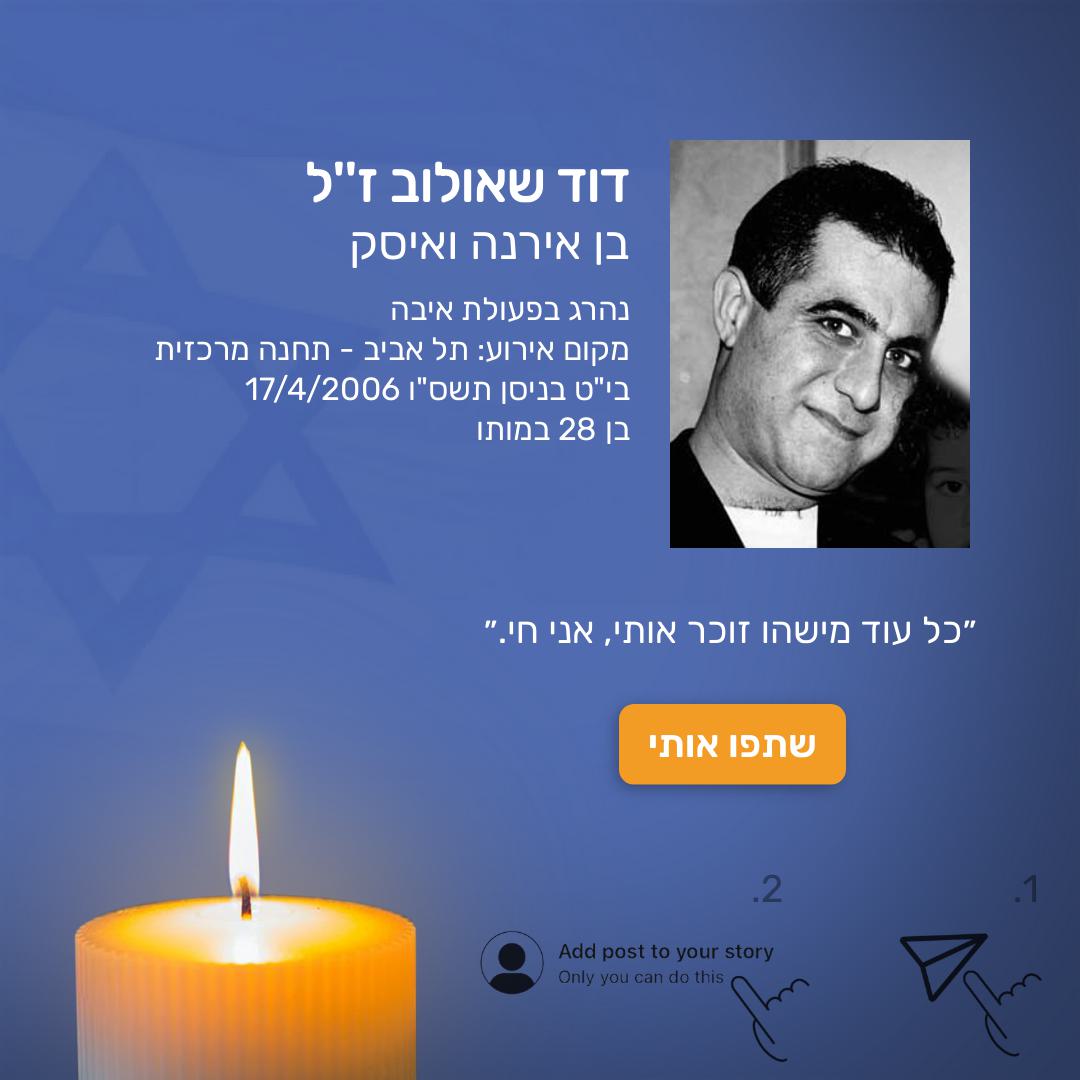 דוד שאולוב ז"ל
בן אירנה ואיסק
נהרג בפעולת איבה
מקום אירוע: תל אביב - תחנה מרכזית
בי"ט בניסן תשס"ו 17/4/2006
בן 28 במותו
״כל עוד מישהו זוכר אותי, אני חי.״
שתפו אותי
1.
2.
Add post to your story
Only you can do this